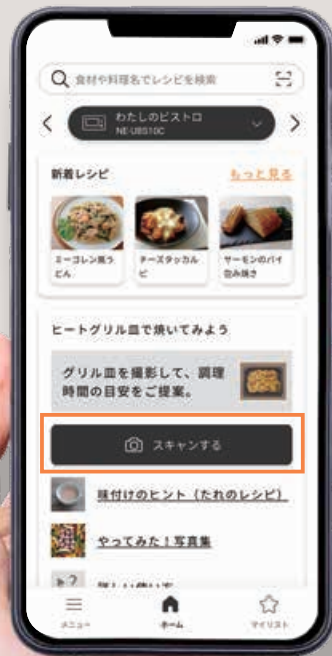 食材や料理名でレシピを検索
わたしのビストロ
NE-UBS10C
新着レシピ
もっと見る
ミーゴレン風う
どん
チーズタッカル
ビ
サーモンのパイ
包み焼き
ヒートグリル皿で焼いてみよう
グリル皿を撮影して、調理
時間の目安をご提案。
スキャンする
味付けのヒント（たれのレシピ）
やってみた！写真集
詳しい使い方
メニュー
ホーム
マイリスト